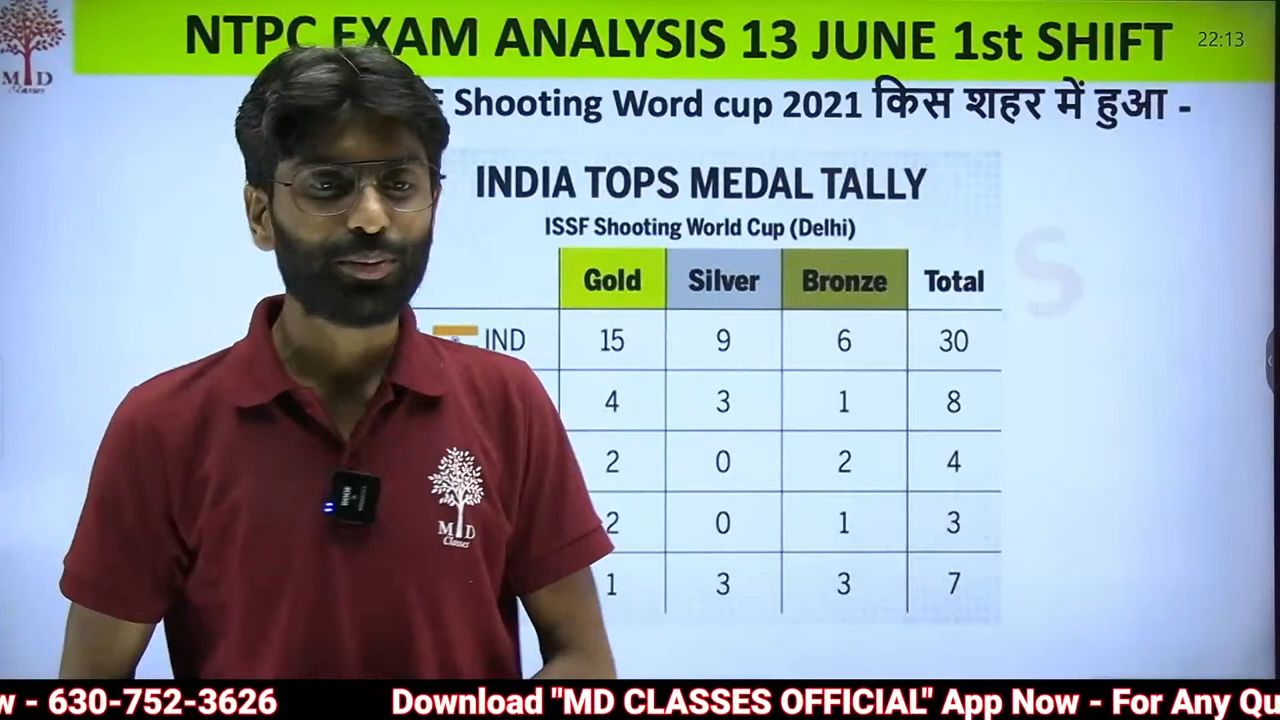 NTPC EXAM ANALYSIS 13 JUNE 1st SHIFT
22:13
MD
Classes
Shooting Word cup 2021 किस शहर में हुआ -
INDIA TOPS MEDAL TALLY
ISSF Shooting World Cup (Delhi)
Gold Silver Bronze Total
IND 15 9 6 30
4 3 1 8
2 0 2 4
2 0 1 3
1 3 3 7
S
MD
Classes
w - 630-752-3626 Download "MD CLASSES OFFICIAL" App Now - For Any Qu